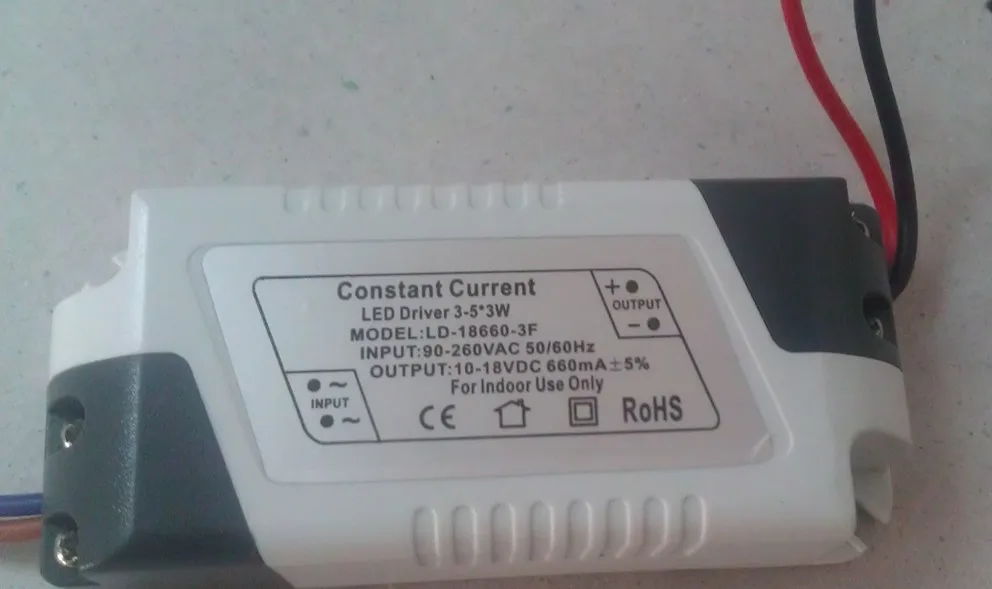 Constant Current
LED Driver 3-5*3W
MODEL:LD-18660-3F
INPUT:90-260VAC 50/60Hz
OUTPUT:10-18VDC 660mA±5%
For Indoor Use Only
CE RoHS
+
OUTPUT
-
~
INPUT
~